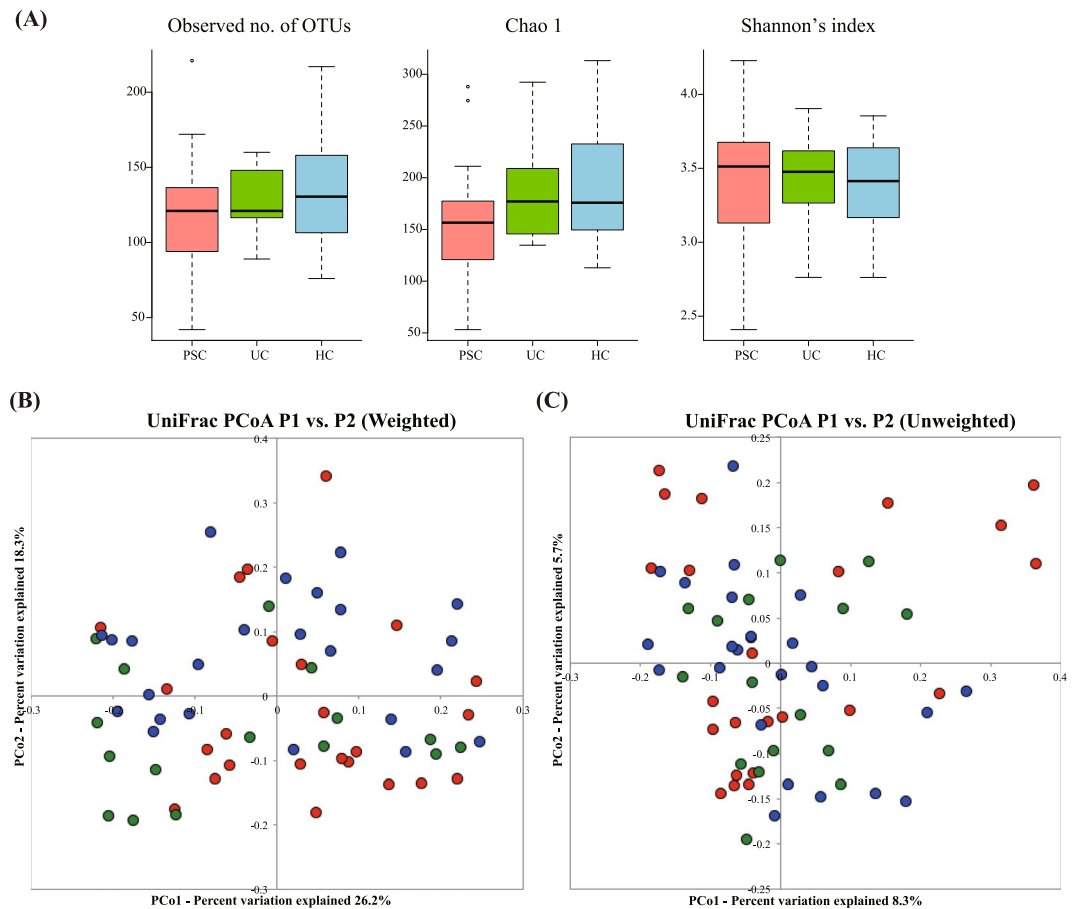 (A)
Observed no. of OTUs
Chao 1
Shannon's index
200
150
100
50
PSC
UC
HC
300
250
200
150
100
50
PSC
UC
HC
4.0
3.5
3.0
2.5
PSC
UC
HC
(B)
UniFrac PCoA P1 vs. P2 (Weighted)
PCo2 - Percent variation explained 18.3%
0.4
0.3
0.2
0.1
0
-0.1
-0.2
-0.3
-0.3
-0.2
-0.1
0
0.1
0.2
0.3
PCo1 - Percent variation explained 26.2%
(C)
UniFrac PCoA P1 vs. P2 (Unweighted)
PCo2 - Percent variation explained 5.7%
0.25
0.2
0.15
0.1
0.05
0
-0.05
-0.1
-0.15
-0.2
-0.25
-0.3
-0.2
-0.1
0
0.1
0.2
0.3
0.4
PCo1 - Percent variation explained 8.3%